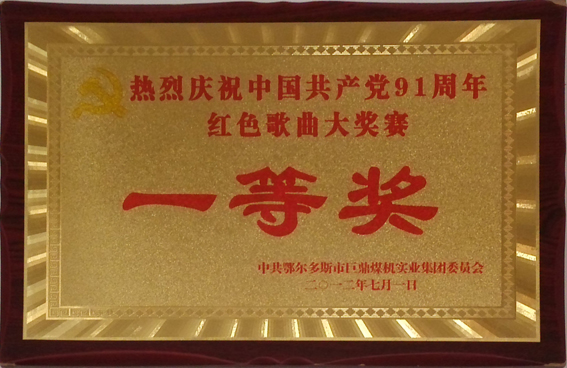 热烈庆祝中国共产党91周年
红色歌曲大奖赛
一等奖
中共鄂尔多斯市巨鼎煤机实业集团委员会
二〇一二年七月一日